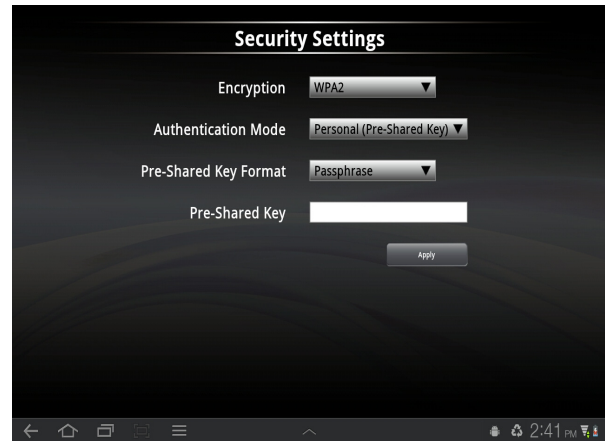 Security Settings
Encryption WPA2
Authentication Mode Personal (Pre-Shared Key)
Pre-Shared Key Format Passphrase
Pre-Shared Key
Apply
2:41 PM